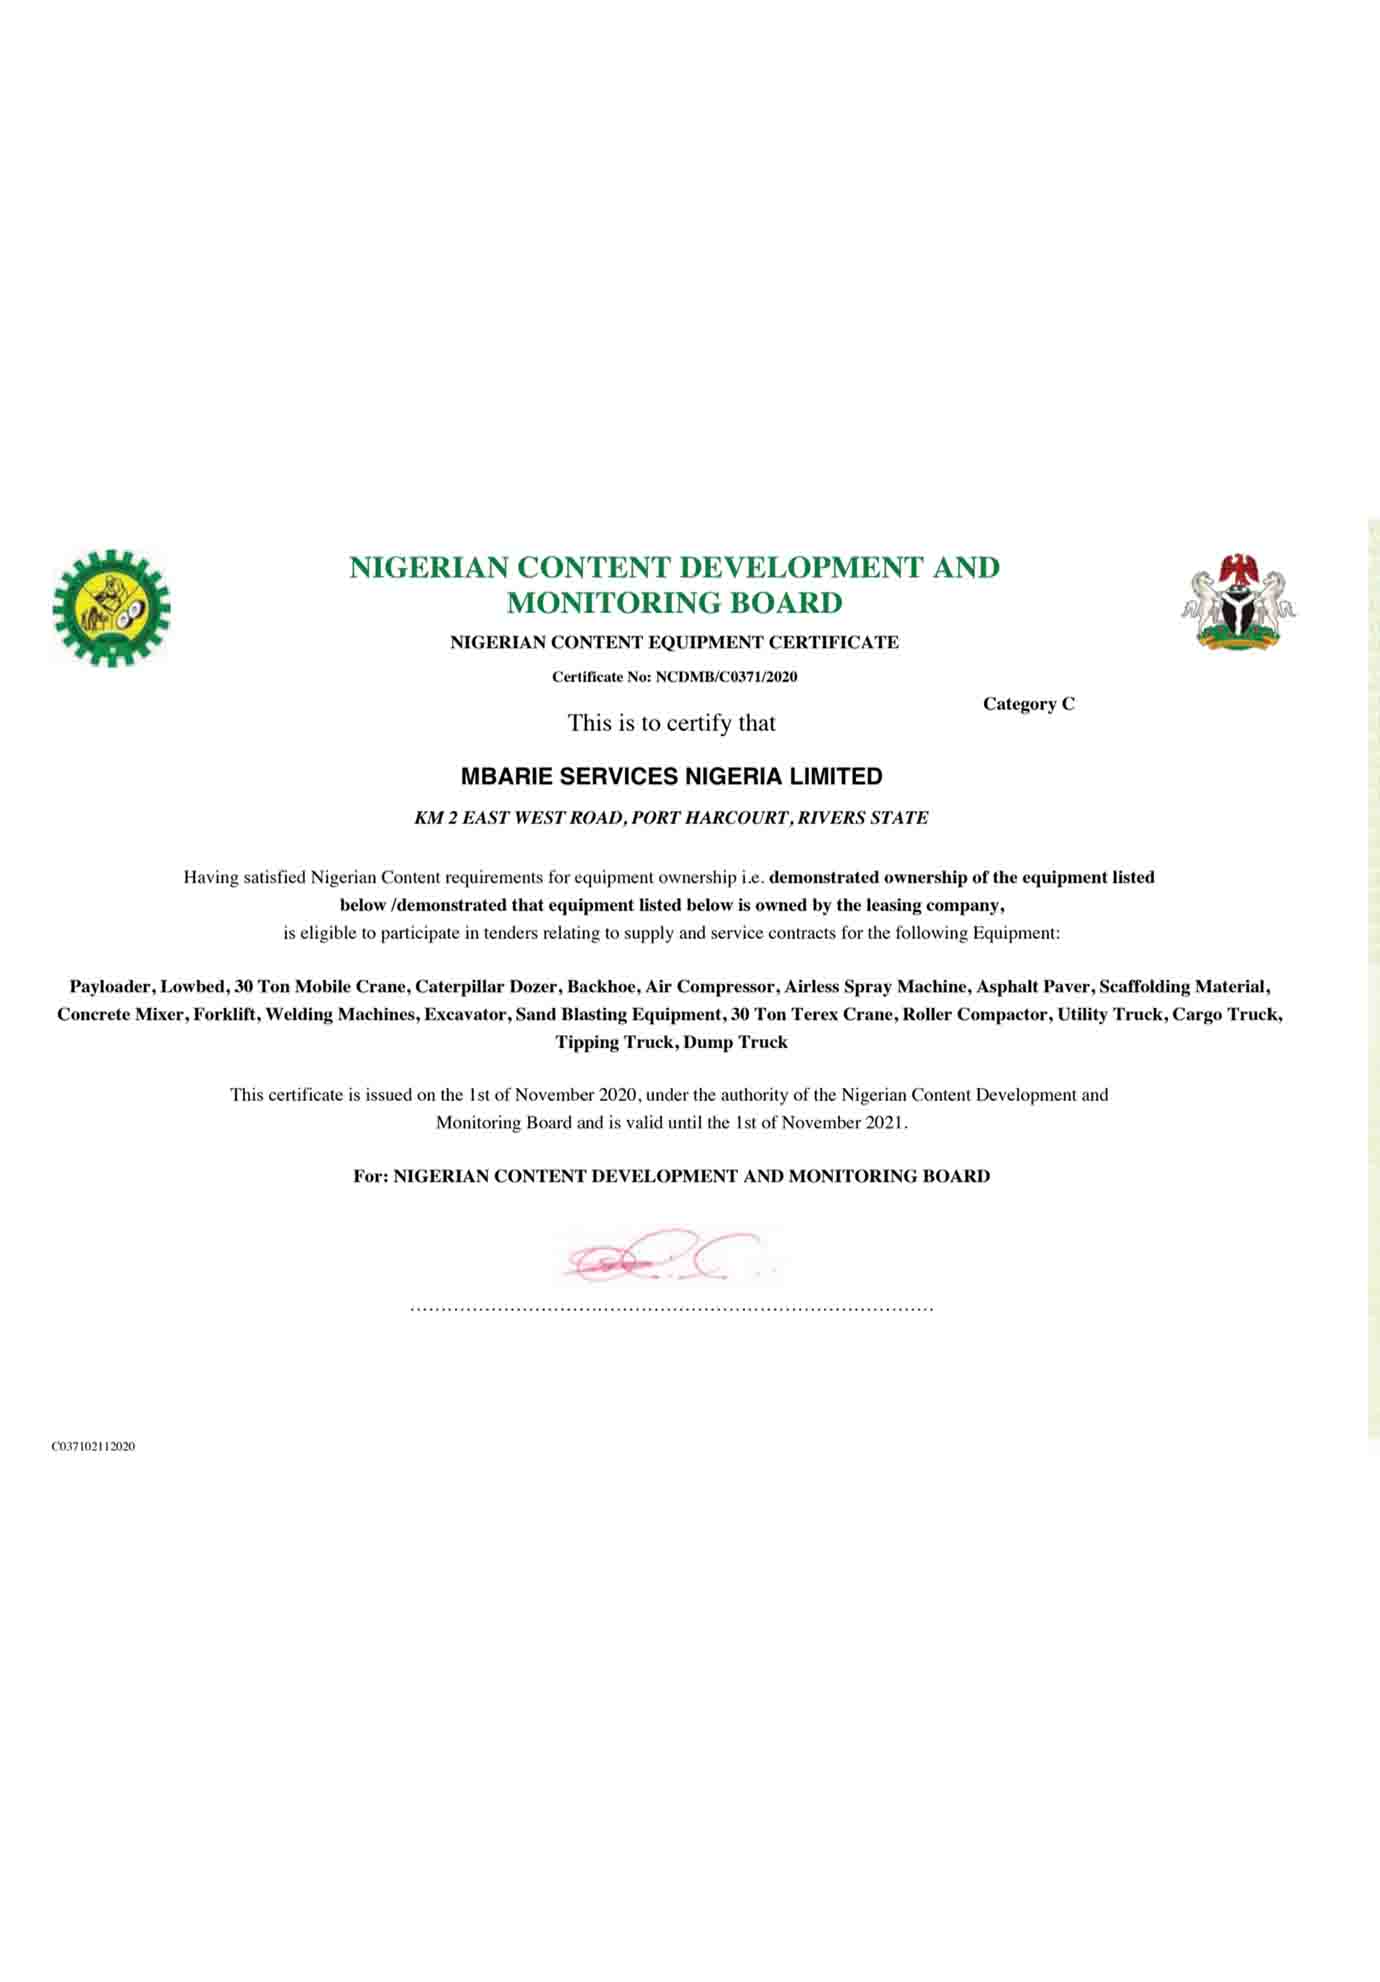 NIGERIAN CONTENT DEVELOPMENT AND
MONITORING BOARD
NIGERIAN CONTENT EQUIPMENT CERTIFICATE
Certificate No: NCDMB/C0371/2020
Category C
This is to certify that
MBARIE SERVICES NIGERIA LIMITED
KM 2 EAST WEST ROAD, PORT HARCOURT, RIVERS STATE
Having satisfied Nigerian Content requirements for equipment ownership i.e. demonstrated ownership of the equipment listed
below /demonstrated that equipment listed below is owned by the leasing company,
is eligible to participate in tenders relating to supply and service contracts for the following Equipment:
Payloader, Lowbed, 30 Ton Mobile Crane, Caterpillar Dozer, Backhoe, Air Compressor, Airless Spray Machine, Asphalt Paver, Scaffolding Material,
Concrete Mixer, Forklift, Welding Machines, Excavator, Sand Blasting Equipment, 30 Ton Terex Crane, Roller Compactor, Utility Truck, Cargo Truck,
Tipping Truck, Dump Truck
This certificate is issued on the 1st of November 2020, under the authority of the Nigerian Content Development and
Monitoring Board and is valid until the 1st of November 2021.
For: NIGERIAN CONTENT DEVELOPMENT AND MONITORING BOARD
C037102112020